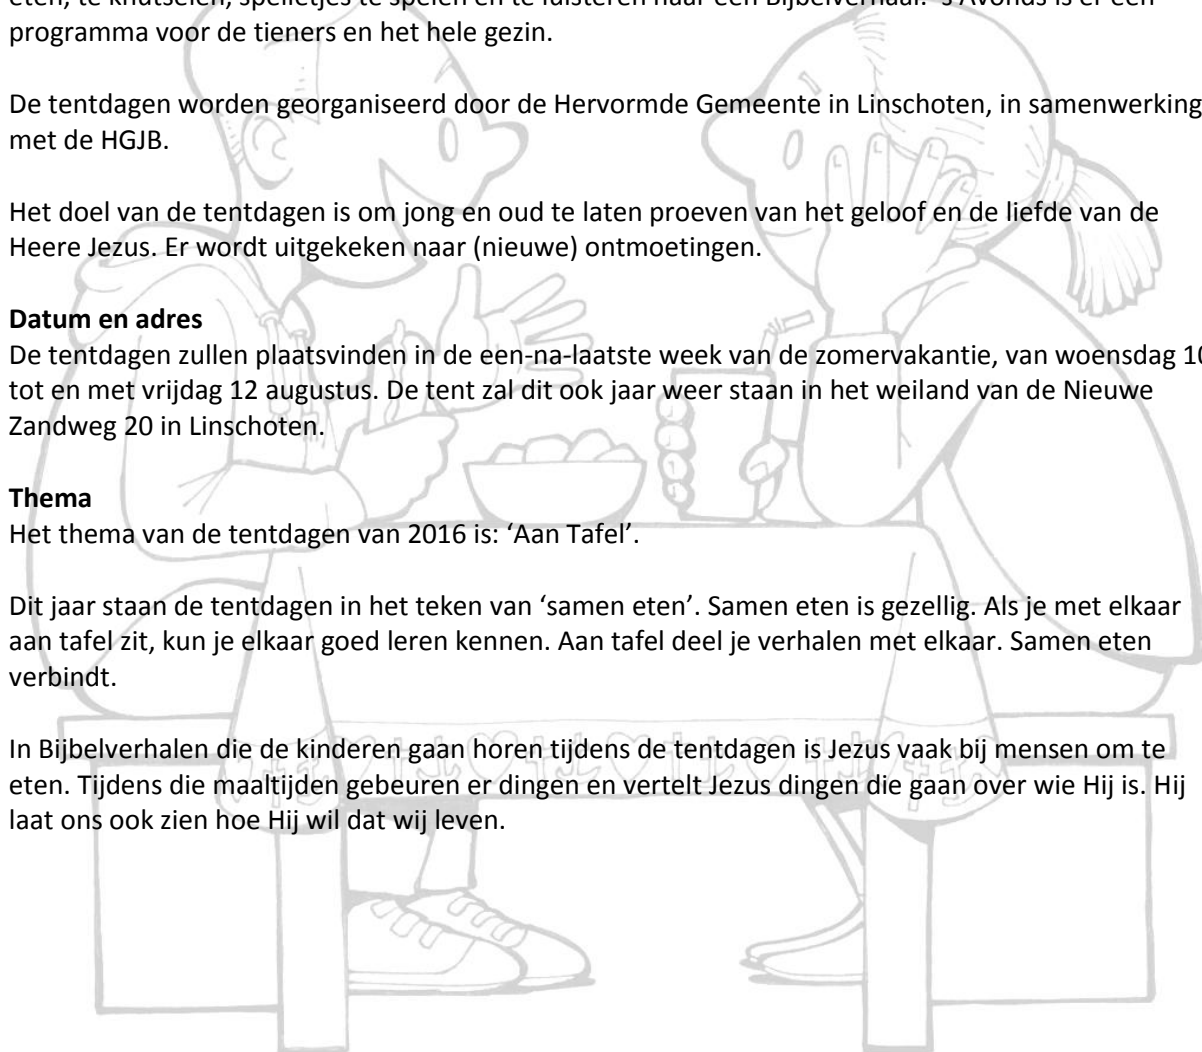 eten, te knutselen, spelletjes te spelen en te luisteren naar een Bijbelverhaal. 's Avonds is er een
programma voor de tieners en het hele gezin.
De tentdagen worden georganiseerd door de Hervormde Gemeente in Linschoten, in samenwerking
met de HGJB.
Het doel van de tentdagen is om jong en oud te laten proeven van het geloof en de liefde van de
Heere Jezus. Er wordt uitgekeken naar (nieuwe) ontmoetingen.
Datum en adres
De tentdagen zullen plaatsvinden in de een-na-laatste week van de zomervakantie, van woensdag 10
tot en met vrijdag 12 augustus. De tent zal dit ook jaar weer staan in het weiland van de Nieuwe
Zandweg 20 in Linschoten.
Thema
Het thema van de tentdagen van 2016 is: ‘Aan Tafel’.
Dit jaar staan de tentdagen in het teken van ‘samen eten’. Samen eten is gezellig. Als je met elkaar
aan tafel zit, kun je elkaar goed leren kennen. Aan tafel deel je verhalen met elkaar. Samen eten
verbindt.
In Bijbelverhalen die de kinderen gaan horen tijdens de tentdagen is Jezus vaak bij mensen om te
eten. Tijdens die maaltijden gebeuren er dingen en vertelt Jezus dingen die gaan over wie Hij is. Hij
laat ons ook zien hoe Hij wil dat wij leven.